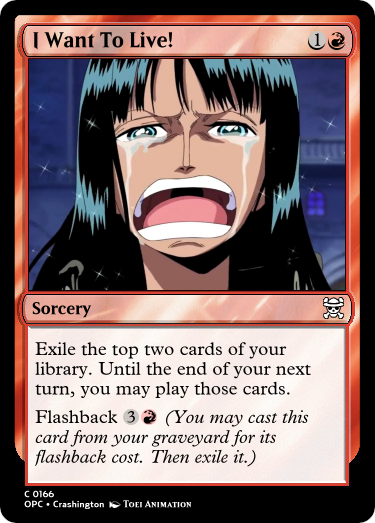 I Want To Live! 1
Sorcery
Exile the top two cards of your
library. Until the end of your next
turn, you may play those cards.
Flashback 3 (You may cast this
card from your graveyard for its
flashback cost. Then exile it.)
C 0166
OPC • Crashington TOEI ANIMATION